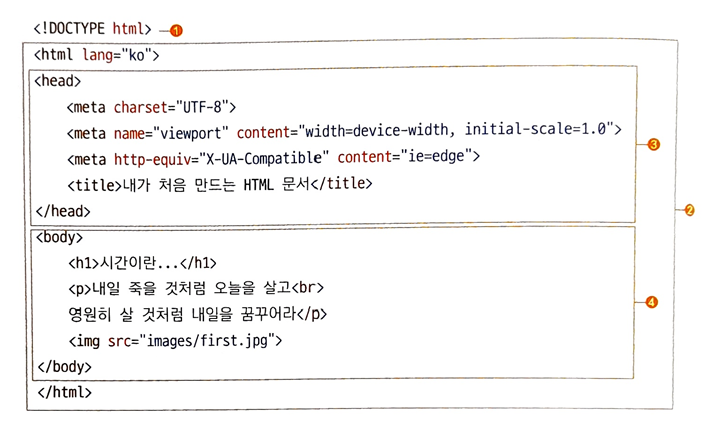 <!DOCTYPE html> ❶
<html lang="ko">
<head>
<meta charset="UTF-8">
<meta name="viewport" content="width=device-width, initial-scale=1.0"> ❸
<meta http-equiv="X-UA-Compatible" content="ie=edge">
<title>내가 처음 만드는 HTML 문서</title>
</head> ❷
<body>
<h1>시간이란...</h1>
<p>내일 죽을 것처럼 오늘을 살고<br> ❹
영원히 살 것처럼 내일을 꿈꾸어라</p>
<img src="images/first.jpg">
</body>
</html>